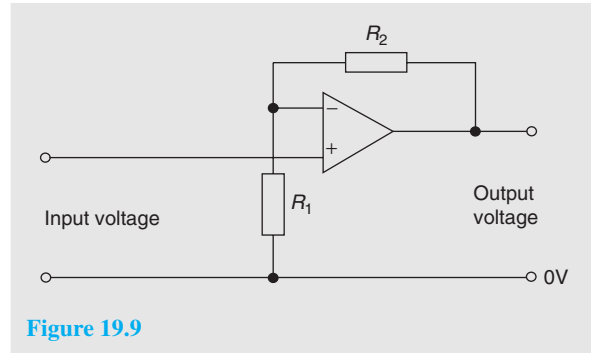 R2
−
+
R1
Input voltage
Output
voltage
0V
Figure 19.9